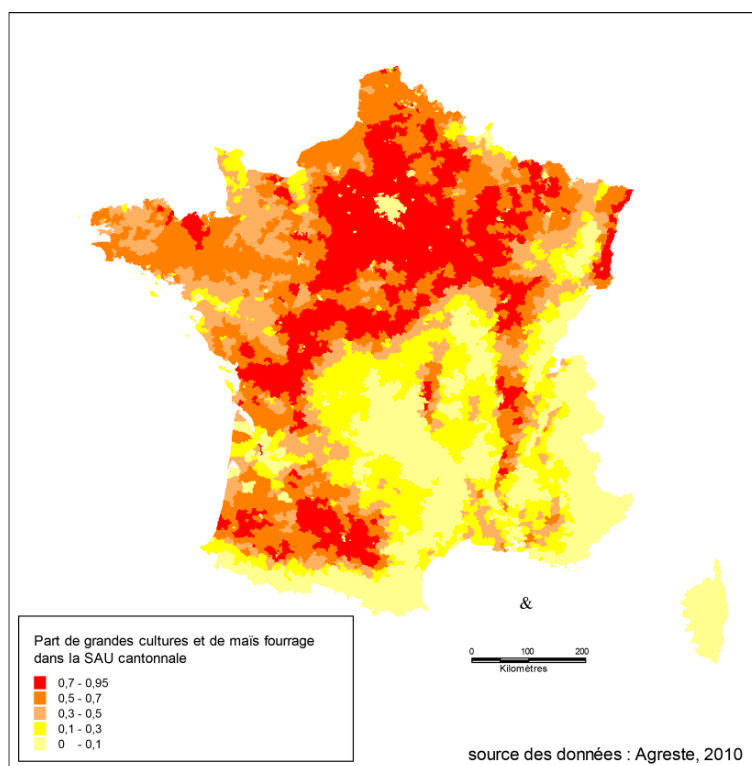 &
0 100 200
Kilomètres
Part de grandes cultures et de maïs fourrage
dans la SAU cantonnale
0,7 - 0,95
0,5 - 0,7
0,3 - 0,5
0,1 - 0,3
0 - 0,1
source des données : Agreste, 2010